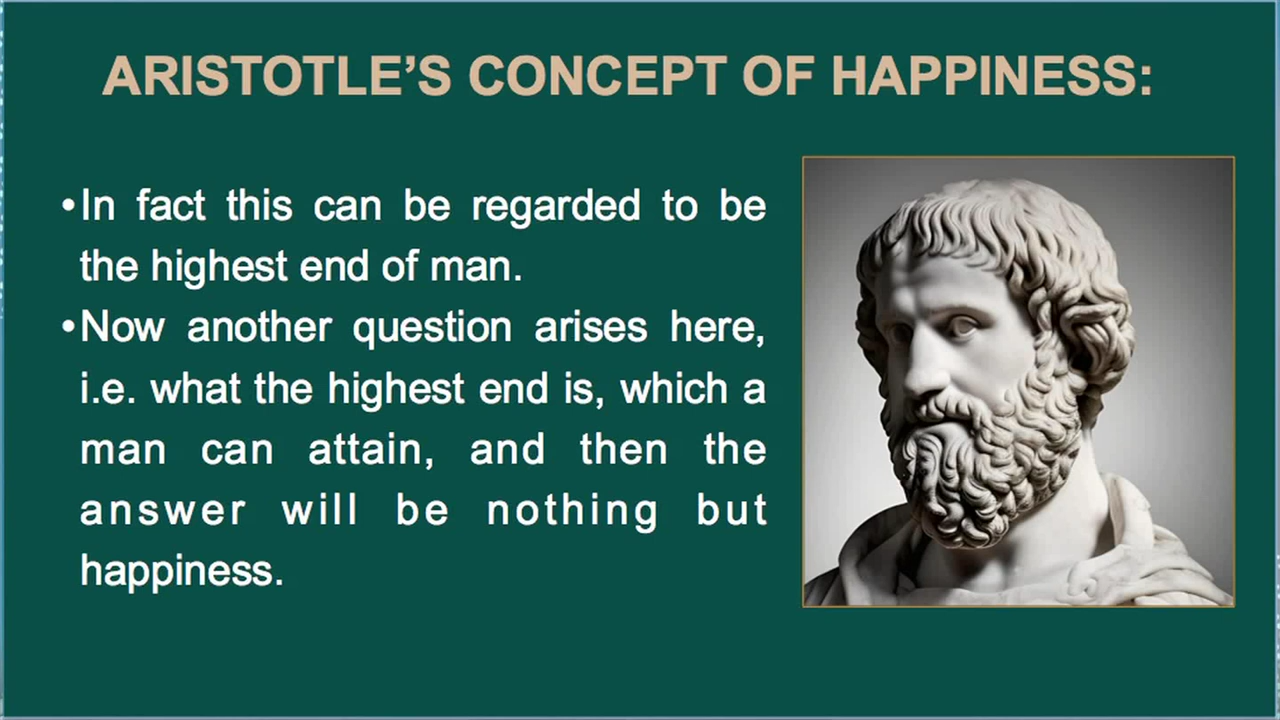 ARISTOTLE’S CONCEPT OF HAPPINESS:
•In fact this can be regarded to be
the highest end of man.
•Now another question arises here,
i.e. what the highest end is, which a
man can attain, and then the
answer will be nothing but
happiness.